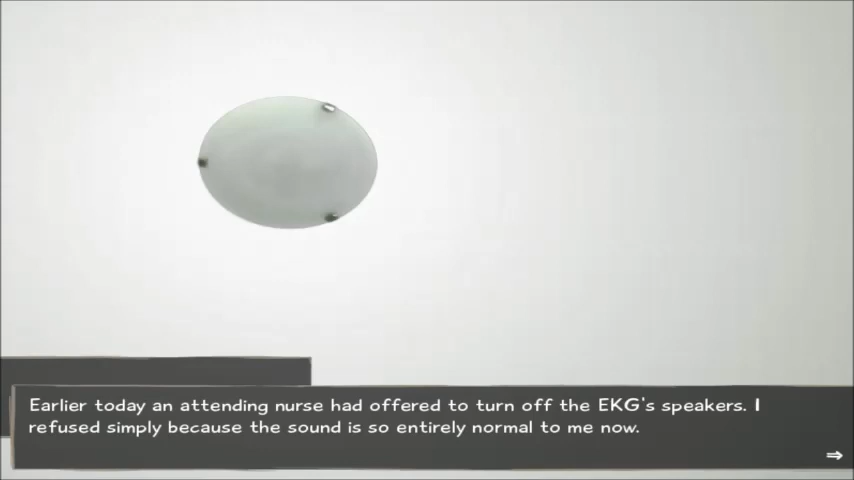 Earlier today an attending nurse had offered to turn off the EKG's speakers. I
refused simply because the sound is so entirely normal to me now.